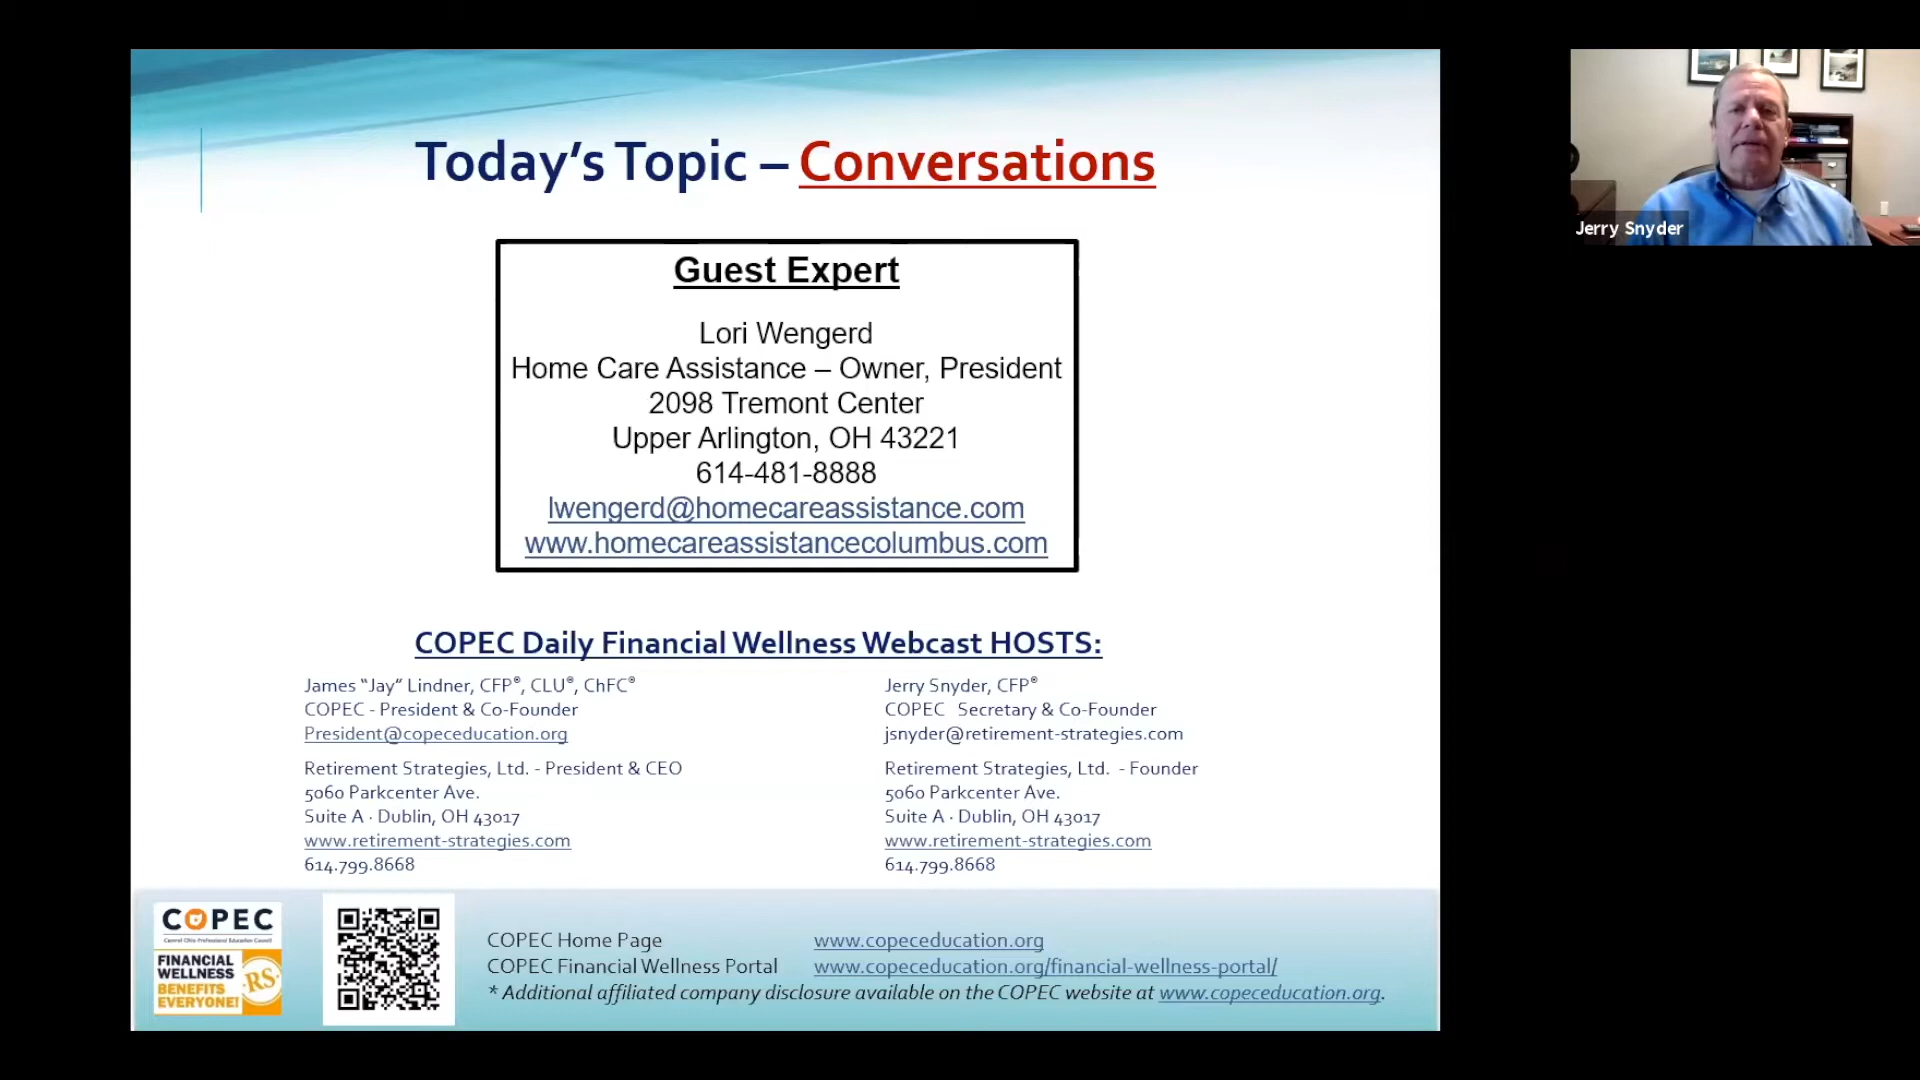 Today's Topic – Conversations
Guest Expert
Lori Wengerd
Home Care Assistance – Owner, President
2098 Tremont Center
Upper Arlington, OH 43221
614-481-8888
lwengerd@homecareassistance.com
www.homecareassistancecolumbus.com
COPEC Daily Financial Wellness Webcast HOSTS:
James “Jay” Lindner, CFP®, CLU®, ChFC®
COPEC - President & Co-Founder
President@copeceducation.org
Retirement Strategies, Ltd. - President & CEO
5060 Parkcenter Ave.
Suite A · Dublin, OH 43017
www.retirement-strategies.com
614.799.8668
Jerry Snyder, CFP®
COPEC Secretary & Co-Founder
jsnyder@retirement-strategies.com
Retirement Strategies, Ltd. - Founder
5060 Parkcenter Ave.
Suite A · Dublin, OH 43017
www.retirement-strategies.com
614.799.8668
COPEC
Central Ohio Professional Education Council
FINANCIAL
WELLNESS
BENEFITS
EVERYONE!
RS
COPEC Home Page www.copeceducation.org
COPEC Financial Wellness Portal www.copeceducation.org/financial-wellness-portal/
* Additional affiliated company disclosure available on the COPEC website at www.copeceducation.org.
Jerry Snyder